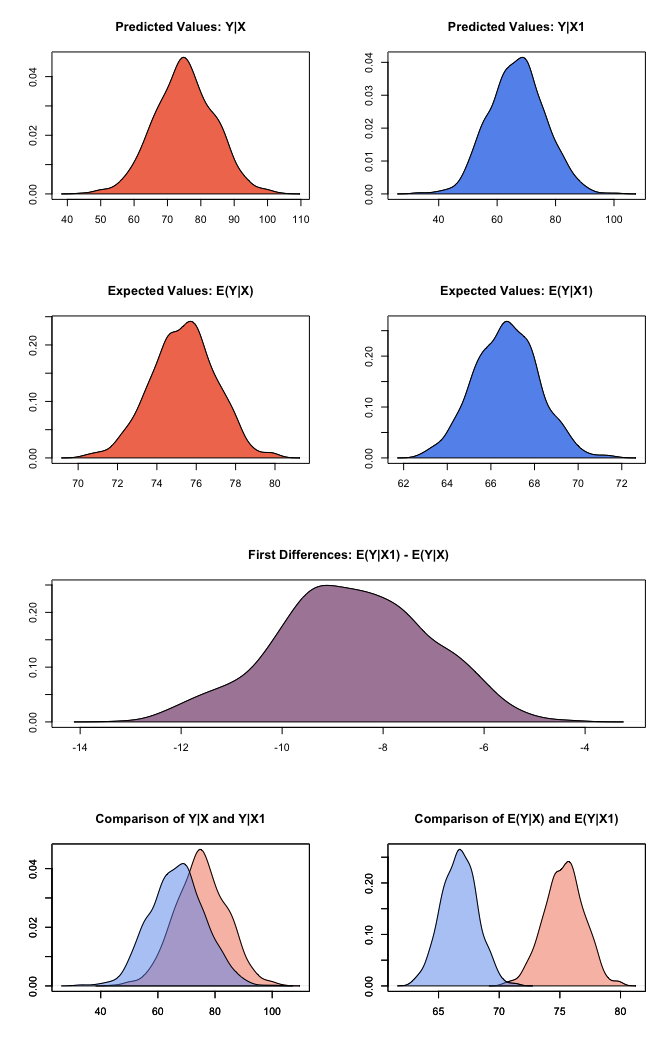 Predicted Values: Y|X
0.00 0.02 0.04
40 50 60 70 80 90 100 110
Predicted Values: Y|X1
0.00 0.01 0.02 0.03 0.04
40 60 80 100
Expected Values: E(Y|X)
0.00 0.10 0.20
70 72 74 76 78 80
Expected Values: E(Y|X1)
0.00 0.10 0.20
62 64 66 68 70 72
First Differences: E(Y|X1) - E(Y|X)
0.00 0.10 0.20
-14 -12 -10 -8 -6 -4
Comparison of Y|X and Y|X1
0.00 0.02 0.04
40 60 80 100
Comparison of E(Y|X) and E(Y|X1)
0.00 0.10 0.20
65 70 75 80